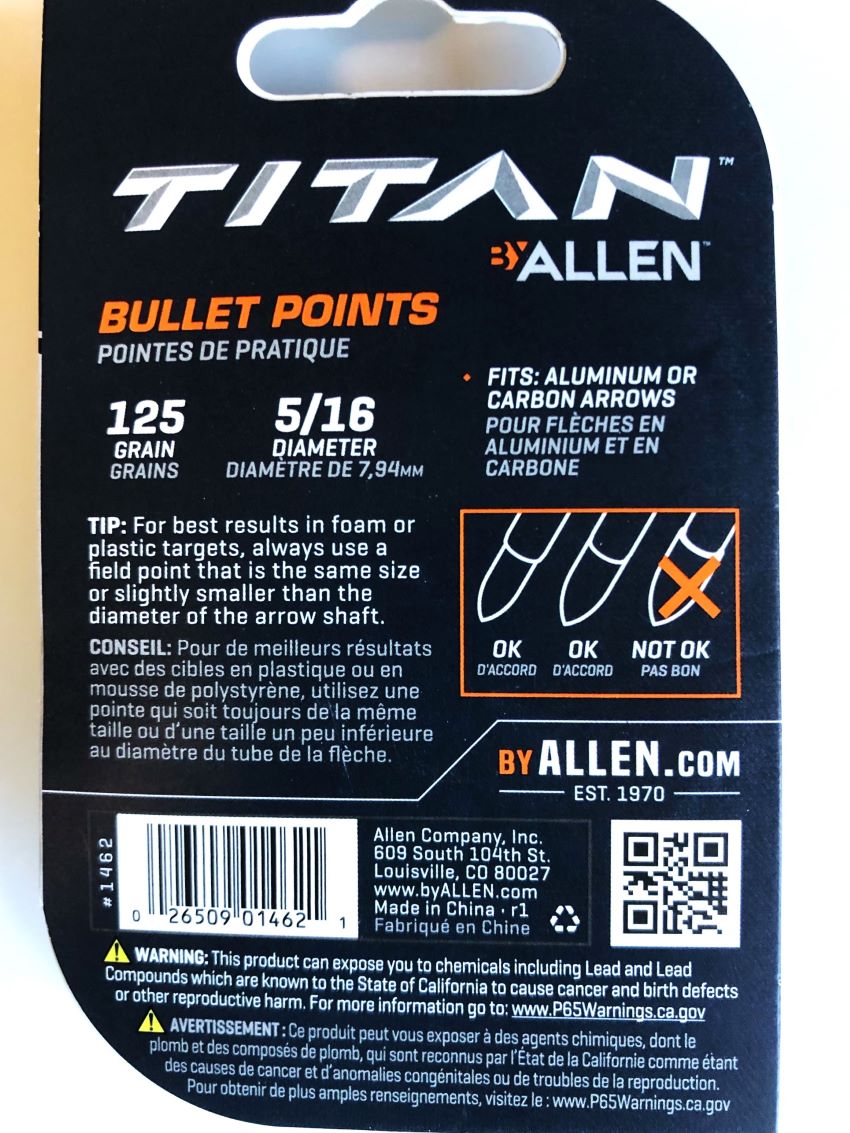 TITAN™
BY ALLEN™
BULLET POINTS
POINTES DE PRATIQUE
125
GRAIN
GRAINS
5/16
DIAMETER
DIAMÈTRE DE 7,94MM
FITS: ALUMINUM OR
CARBON ARROWS
POUR FLÈCHES EN
ALUMINIUM ET EN
CARBONE
TIP: For best results in foam or
plastic targets, always use a
field point that is the same size
or slightly smaller than the
diameter of the arrow shaft.
CONSEIL: Pour de meilleurs résultats
avec des cibles en plastique ou en
mousse de polystyrène, utilisez une
pointe qui soit toujours de la même
taille ou d'une taille un peu inférieure
au diamètre du tube de la flèche.
OK
D'ACCORD
OK
D'ACCORD
NOT OK
PAS BON
BY ALLEN.COM
EST. 1970
#1462
0 26509 01462 1
Allen Company, Inc.
609 South 104th St.
Louisville, CO 80027
www.byALLEN.com
Made in China · r1
Fabriqué en Chine
WARNING: This product can expose you to chemicals including Lead and Lead
Compounds which are known to the State of California to cause cancer and birth defects
or other reproductive harm. For more information go to: www.P65Warnings.ca.gov
AVERTISSEMENT : Ce produit peut vous exposer à des agents chimiques, dont le
plomb et des composés de plomb, qui sont reconnus par l'État de la Californie comme étant
des causes de cancer et d'anomalies congénitales ou de troubles de la reproduction.
Pour obtenir de plus amples renseignements, visitez le : www.P65Warnings.ca.gov